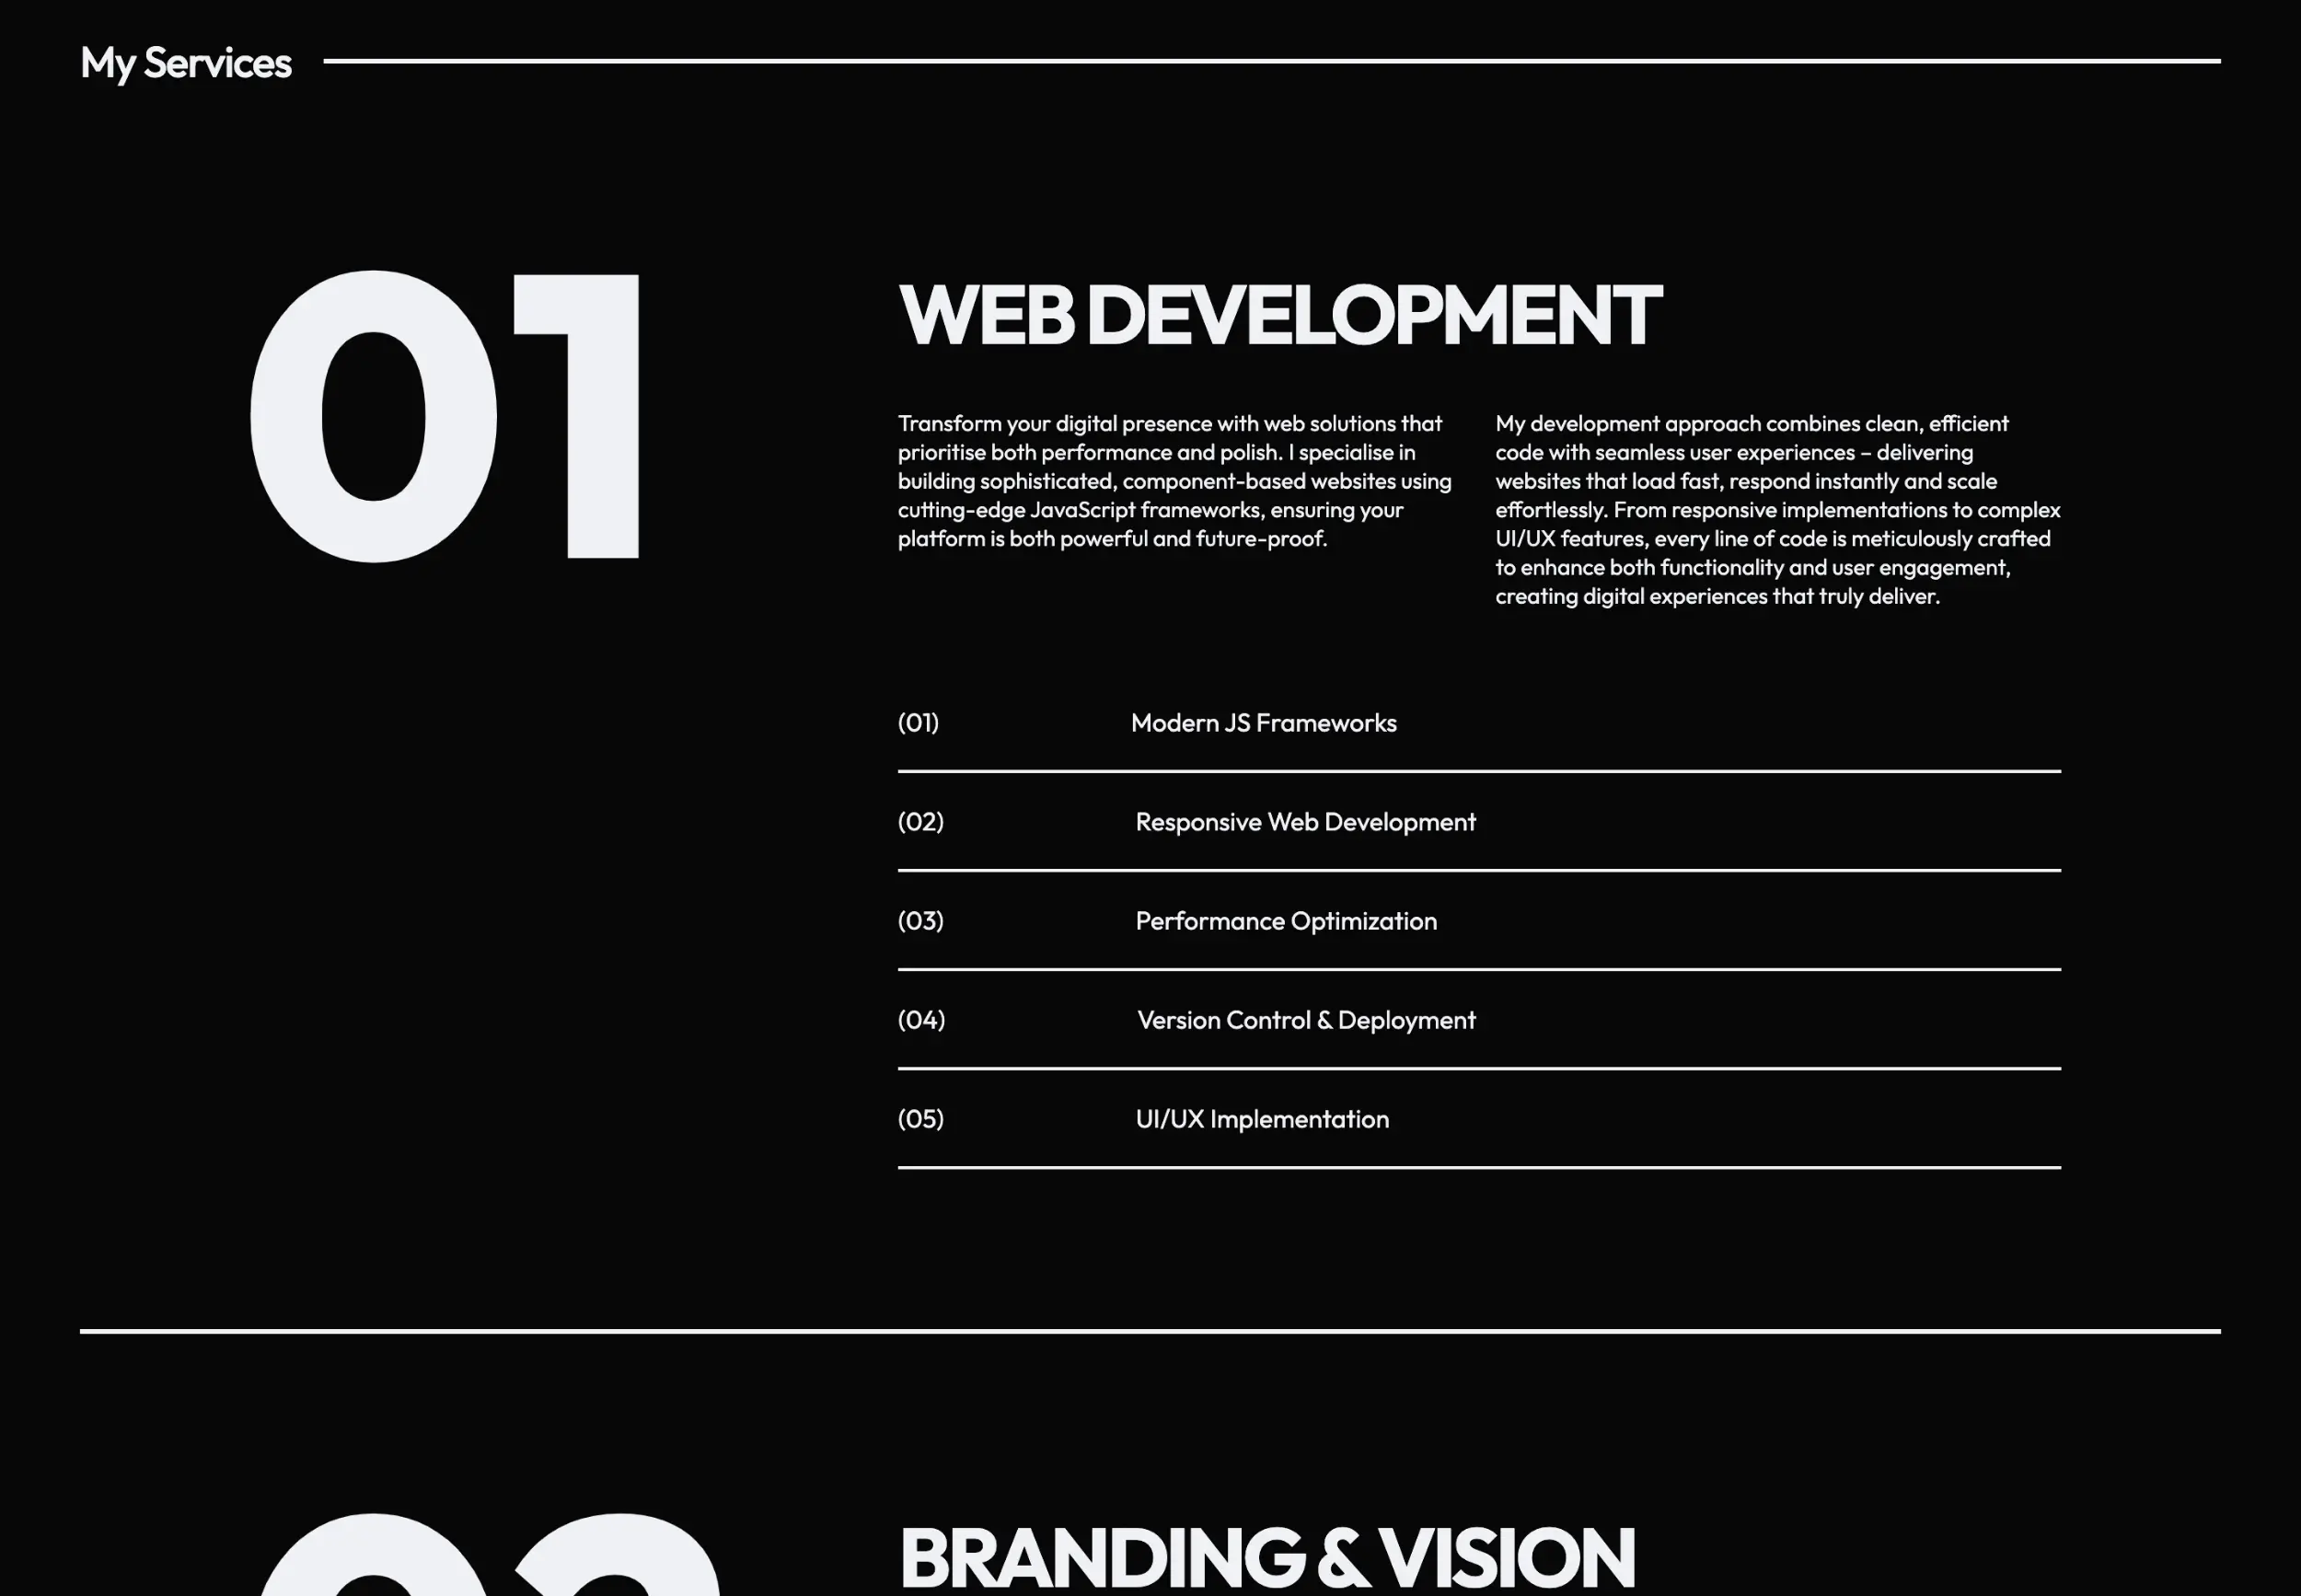 My Services
01
WEB DEVELOPMENT
Transform your digital presence with web solutions that
prioritise both performance and polish. I specialise in
building sophisticated, component-based websites using
cutting-edge JavaScript frameworks, ensuring your
platform is both powerful and future-proof.
My development approach combines clean, efficient
code with seamless user experiences – delivering
websites that load fast, respond instantly and scale
effortlessly. From responsive implementations to complex
UI/UX features, every line of code is meticulously crafted
to enhance both functionality and user engagement,
creating digital experiences that truly deliver.
(01) Modern JS Frameworks
(02) Responsive Web Development
(03) Performance Optimization
(04) Version Control & Deployment
(05) UI/UX Implementation
BRANDING & VISION